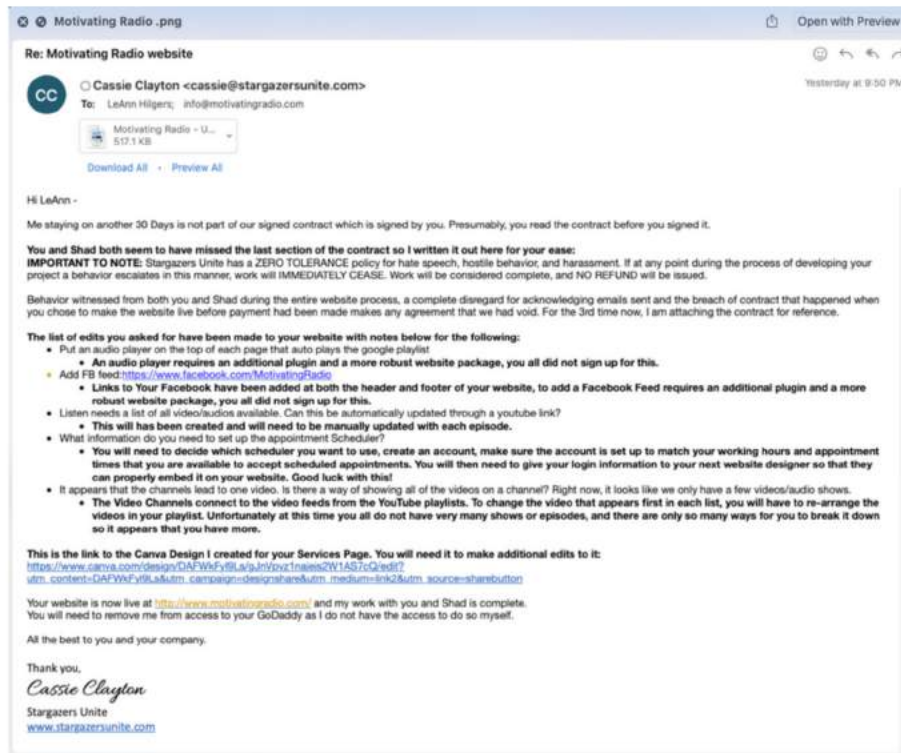 Motivating Radio .png
Open with Preview
Re: Motivating Radio website
CC
Cassie Clayton <cassie@stargazersunite.com>
Yesterday at 9:50 PM
To: LeAnn Hilgers; info@motivatingradio.com
Motivating Radio - U...
517.1 KB
Download All • Preview All
Hi LeAnn -
Me staying on another 30 Days is not part of our signed contract which is signed by you. Presumably, you read the contract before you signed it.
You and Shad both seem to have missed the last section of the contract so I written it out here for your ease:
IMPORTANT TO NOTE: Stargazers Unite has a ZERO TOLERANCE policy for hate speech, hostile behavior, and harassment. If at any point during the process of developing your
project a behavior escalates in this manner, work will IMMEDIATELY CEASE. Work will be considered complete, and NO REFUND will be issued.
Behavior witnessed from both you and Shad during the entire website process, a complete disregard for acknowledging emails sent and the breach of contract that happened when
you chose to make the website live before payment had been made makes any agreement that we had void. For the 3rd time now, I am attaching the contract for reference.
The list of edits you asked for have been made to your website with notes below for the following:
• Put an audio player on the top of each page that auto plays the google playlist
• An audio player requires an additional plugin and a more robust website package, you all did not sign up for this.
• Add FB feed:https://www.facebook.com/MotivatingRadio
• Links to Your Facebook have been added at both the header and footer of your website, to add a Facebook Feed requires an additional plugin and a more
robust website package, you all did not sign up for this.
• Listen needs a list of all video/audios available. Can this be automatically updated through a youtube link?
• This will has been created and will need to be manually updated with each episode.
• What information do you need to set up the appointment Scheduler?
• You will need to decide which scheduler you want to use, create an account, make sure the account is set up to match your working hours and appointment
times that you are available to accept scheduled appointments. You will then need to give your login information to your next website designer so that they
can properly embed it on your website. Good luck with this!
• It appears that the channels lead to one video. Is there a way of showing all of the videos on a channel? Right now, it looks like we only have a few videos/audio shows.
• The Video Channels connect to the video feeds from the YouTube playlists. To change the video that appears first in each list, you will have to re-arrange the
videos in your playlist. Unfortunately at this time you all do not have very many shows or episodes, and there are only so many ways for you to break it down
so it appears that you have more.
This is the link to the Canva Design I created for your Services Page. You will need it to make additional edits to it:
utm_content=DAFWkFyf9Ls&utm_campaign=designshare&utm_medium=link2&utm_source=sharebutton
Your website is now live at http://www.motivatingradio.com/ and my work with you and Shad is complete.
You will need to remove me from access to your GoDaddy as I do not have the access to do so myself.
All the best to you and your company.
Thank you,
Cassie Clayton
Stargazers Unite
www.stargazersunite.com